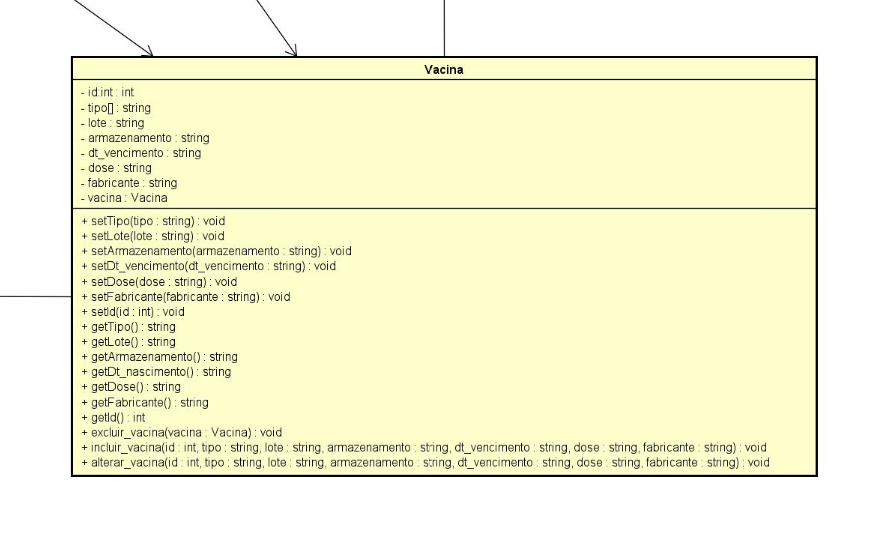 Vacina
- id:int : int
- tipo[] : string
- lote : string
- armazenamento : string
- dt_vencimento : string
- dose : string
- fabricante : string
- vacina : Vacina
+ setTipo(tipo : string) : void
+ setLote(lote : string) : void
+ setArmazenamento(armazenamento : string) : void
+ setDt_vencimento(dt_vencimento : string) : void
+ setDose(dose : string) : void
+ setFabricante(fabricante : string) : void
+ setId(id : int) : void
+ getTipo() : string
+ getLote() : string
+ getArmazenamento() : string
+ getDt_nascimento() : string
+ getDose() : string
+ getFabricante() : string
+ getId() : int
+ excluir_vacina(vacina : Vacina) : void
+ incluir_vacina(id : int, tipo : string, lote : string, armazenamento : string, dt_vencimento : string, dose : string, fabricante : string) : void
+ alterar_vacina(id : int, tipo : string, lote : string, armazenamento : string, dt_vencimento : string, dose : string, fabricante : string) : void